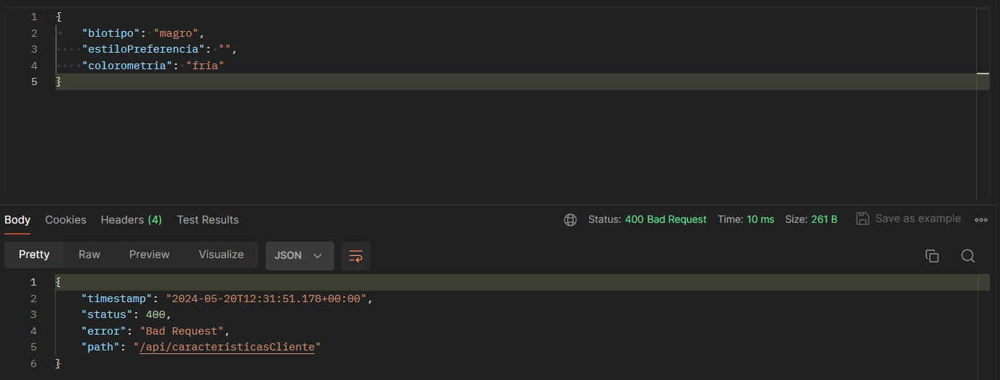 1 {
2 "biotipo": "magro",
3 "estiloPreferencia": "",
4 "colorometria": "fria"
5 }
Body Cookies Headers (4) Test Results Status: 400 Bad Request Time: 10 ms Size: 261 B Save as example
Pretty Raw Preview Visualize JSON
1 {
2 "timestamp": "2024-05-20T12:31:51.178+00:00",
3 "status": 400,
4 "error": "Bad Request",
5 "path": "/api/caracteristicasCliente"
6 }